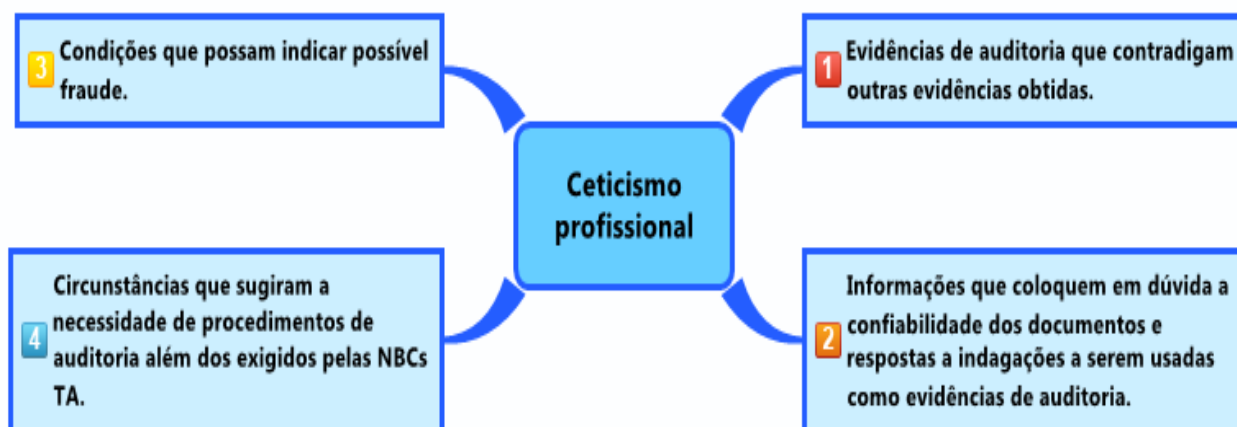 Ceticismo
profissional
1
Evidências de auditoria que contradigam
outras evidências obtidas.
2
Informações que coloquem em dúvida a
confiabilidade dos documentos e
respostas a indagações a serem usadas
como evidências de auditoria.
3
Condições que possam indicar possível
fraude.
4
Circunstâncias que sugiram a
necessidade de procedimentos de
auditoria além dos exigidos pelas NBCs
TA.